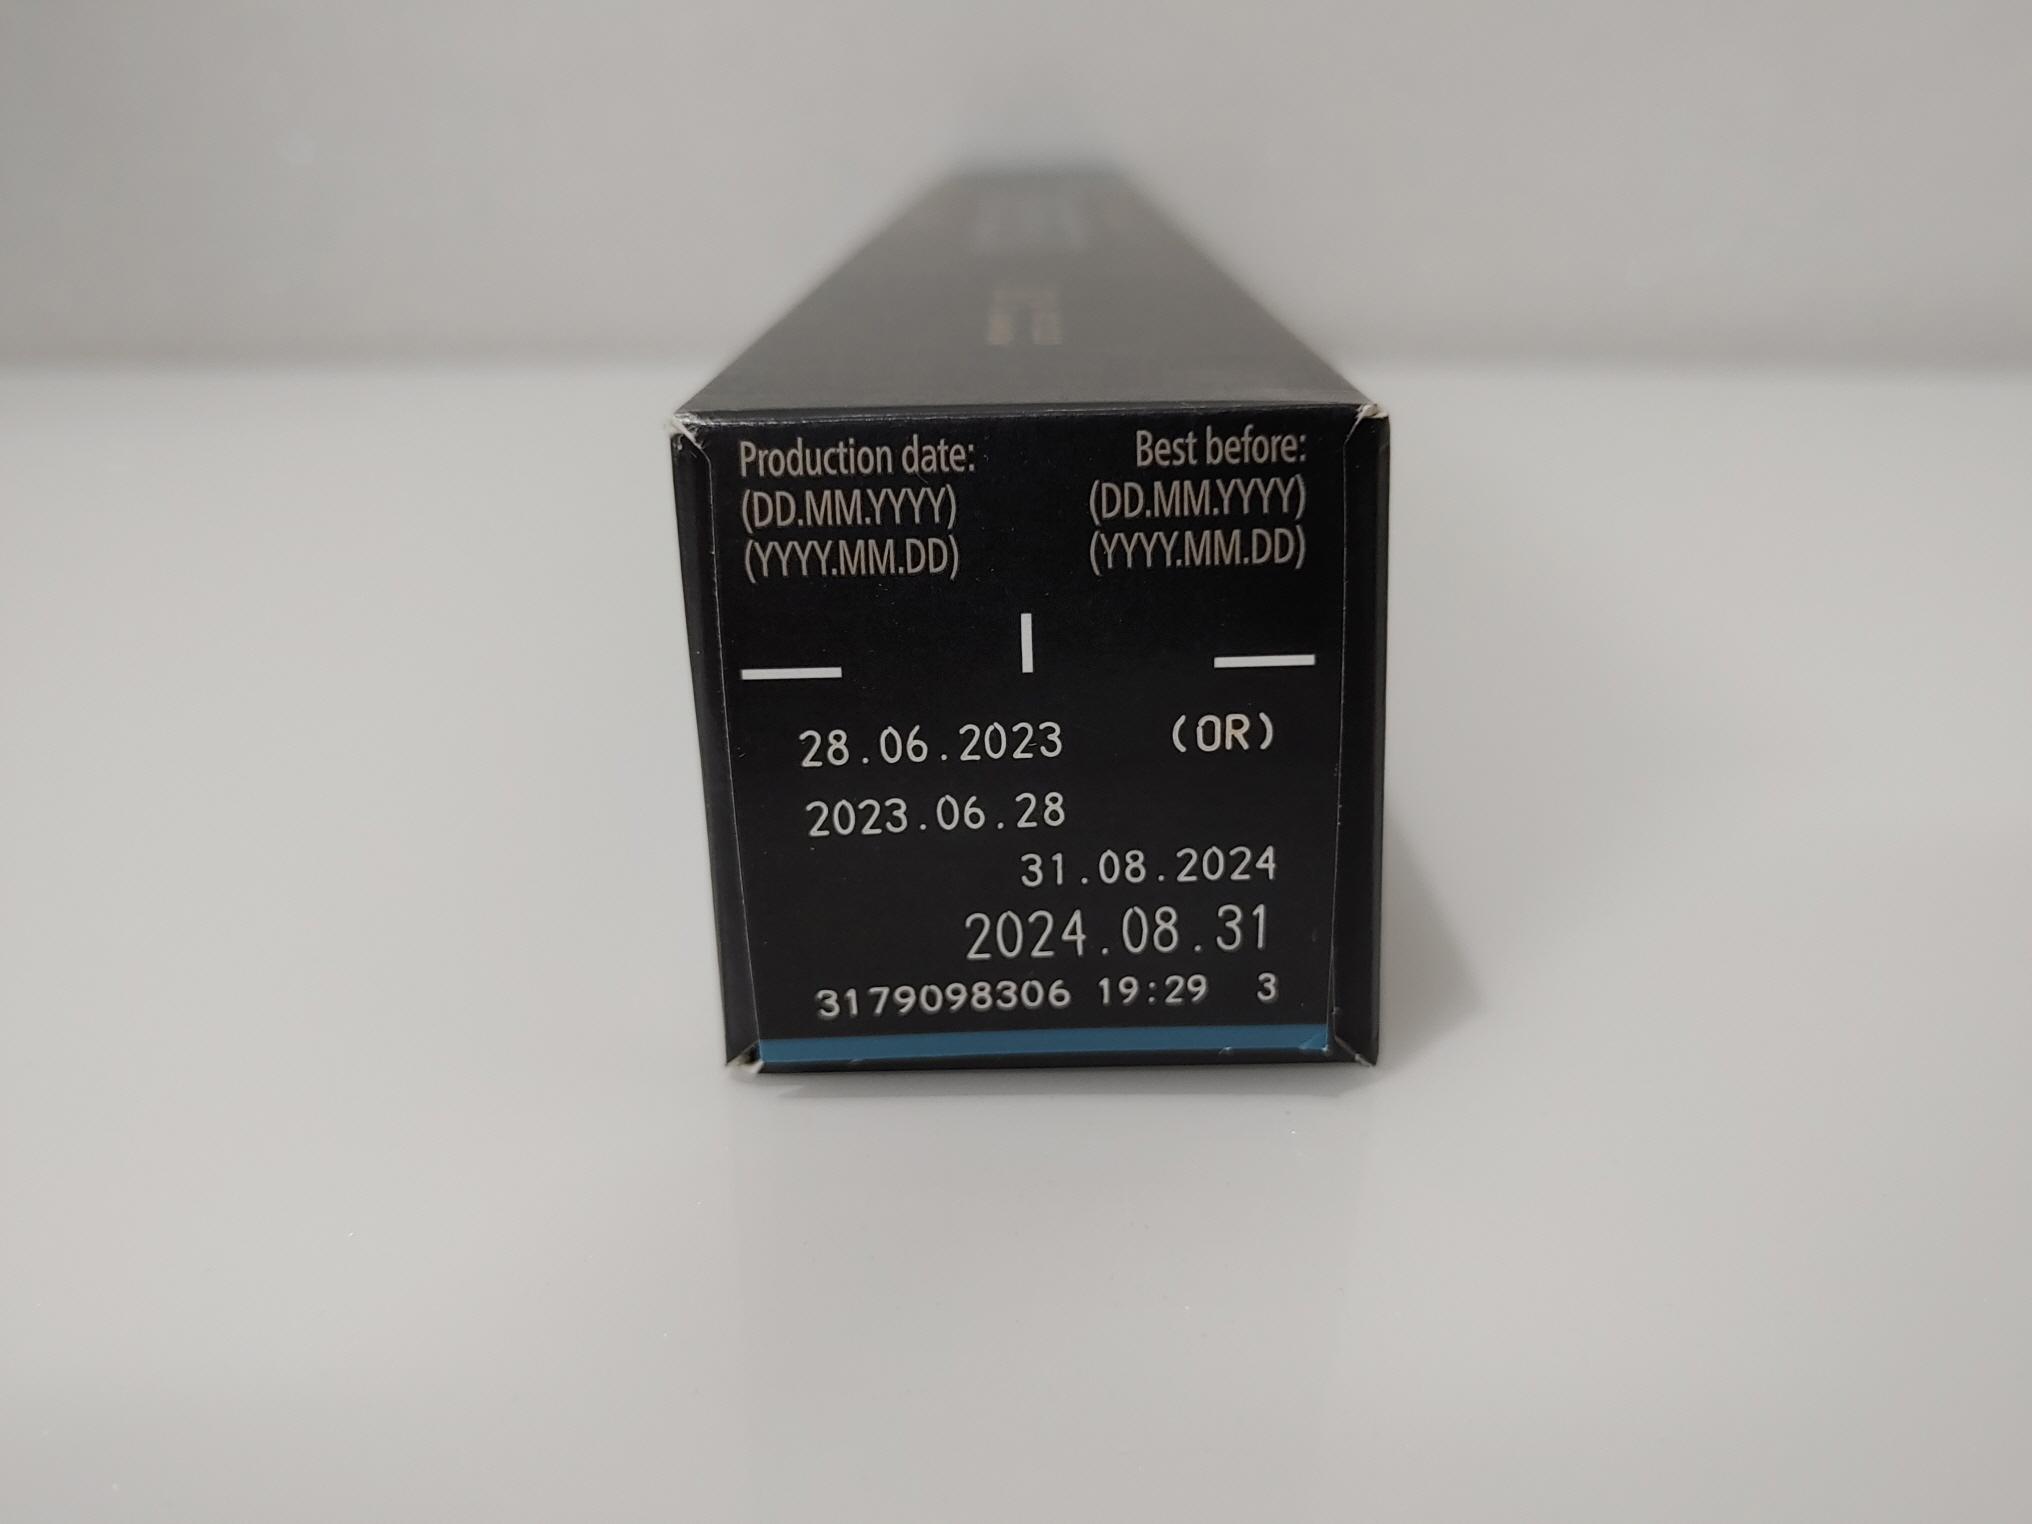 Production date:
(DD.MM.YYYY)
(YYYY.MM.DD)
Best before:
(DD.MM.YYYY)
(YYYY.MM.DD)
28.06.2023 (OR)
2023.06.28
31.08.2024
2024.08.31
3179098306 19:29 3